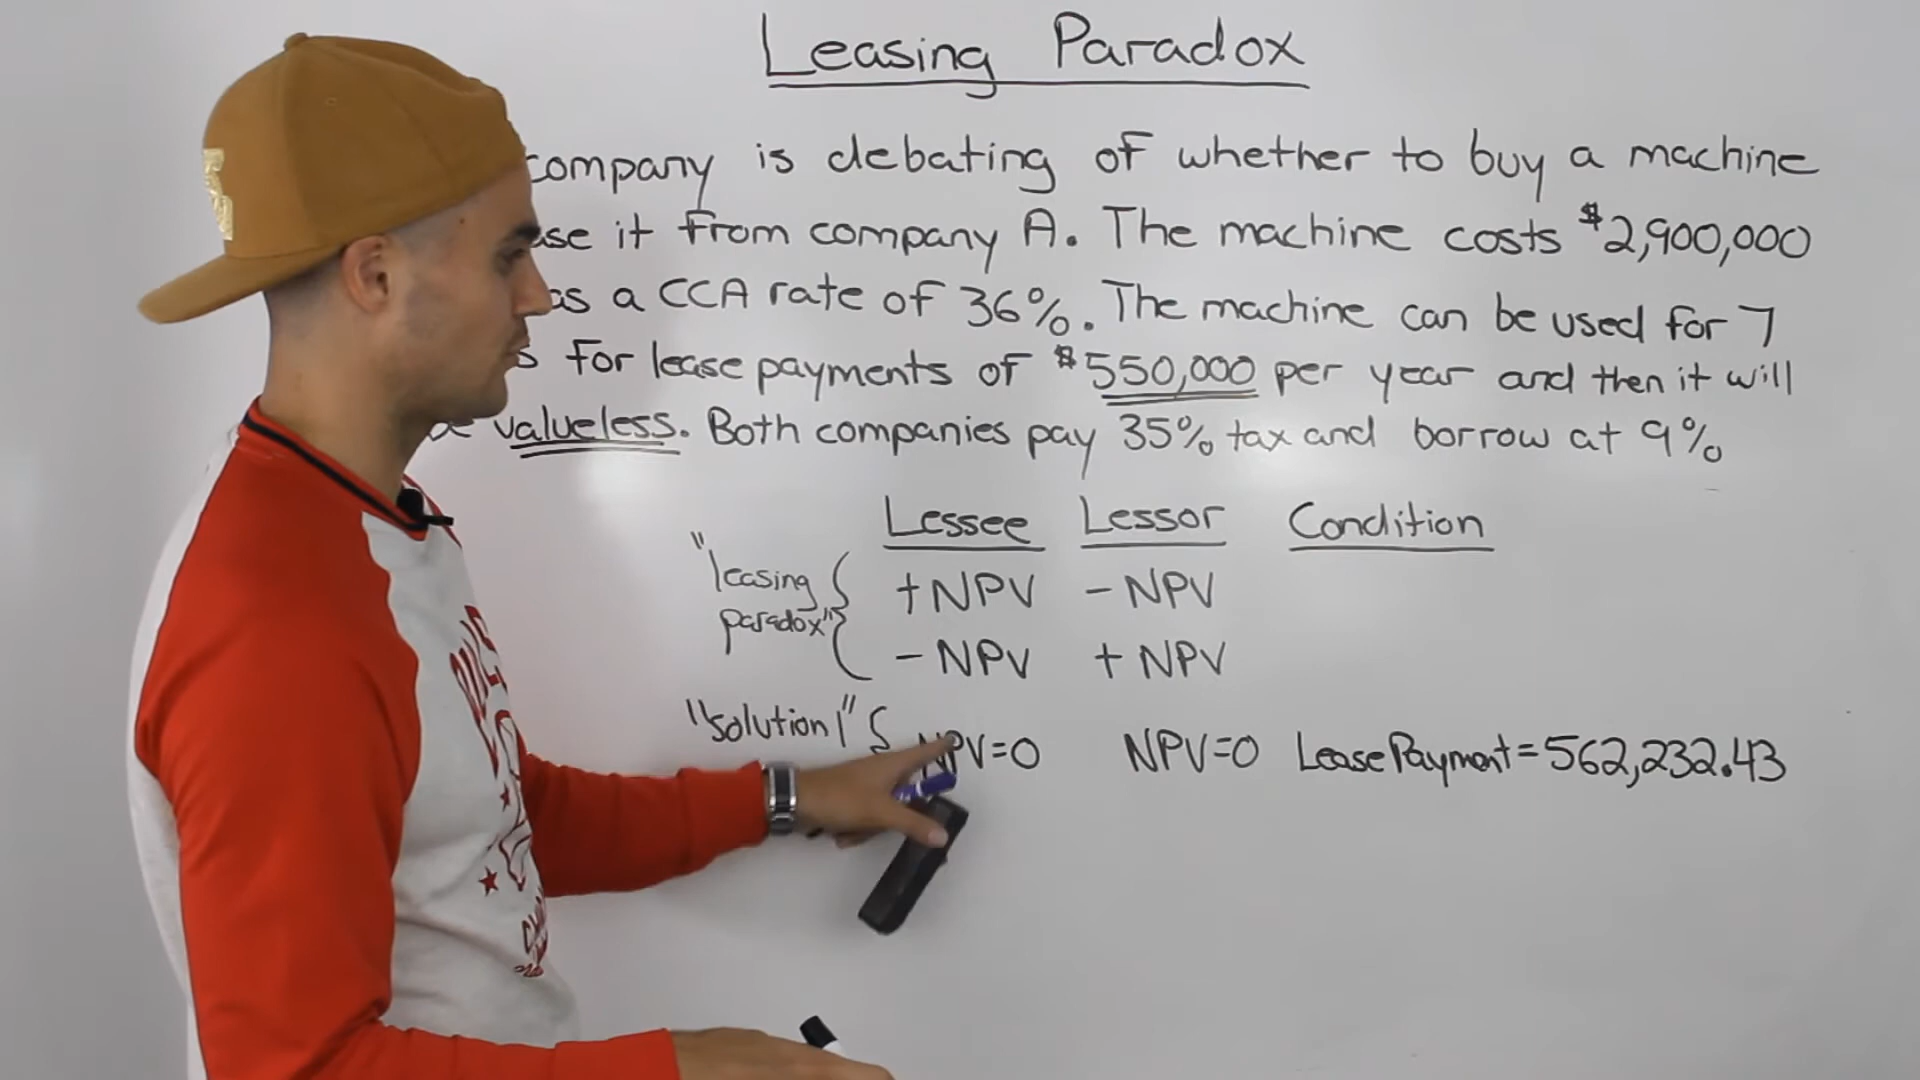 Leasing Paradox
company is debating of whether to buy a machine
use it from company A. The machine costs $2,900,000
as a CCA rate of 36%. The machine can be used for 7
s for lease payments of $550,000 per year and then it will
valueless. Both companies pay 35% tax and borrow at 9%
Lessee Lessor Condition
"leasing paradox" { +NPV - NPV
- NPV + NPV
"solution 1" { NPV=0 NPV=0 Lease Payment = 562,232.43